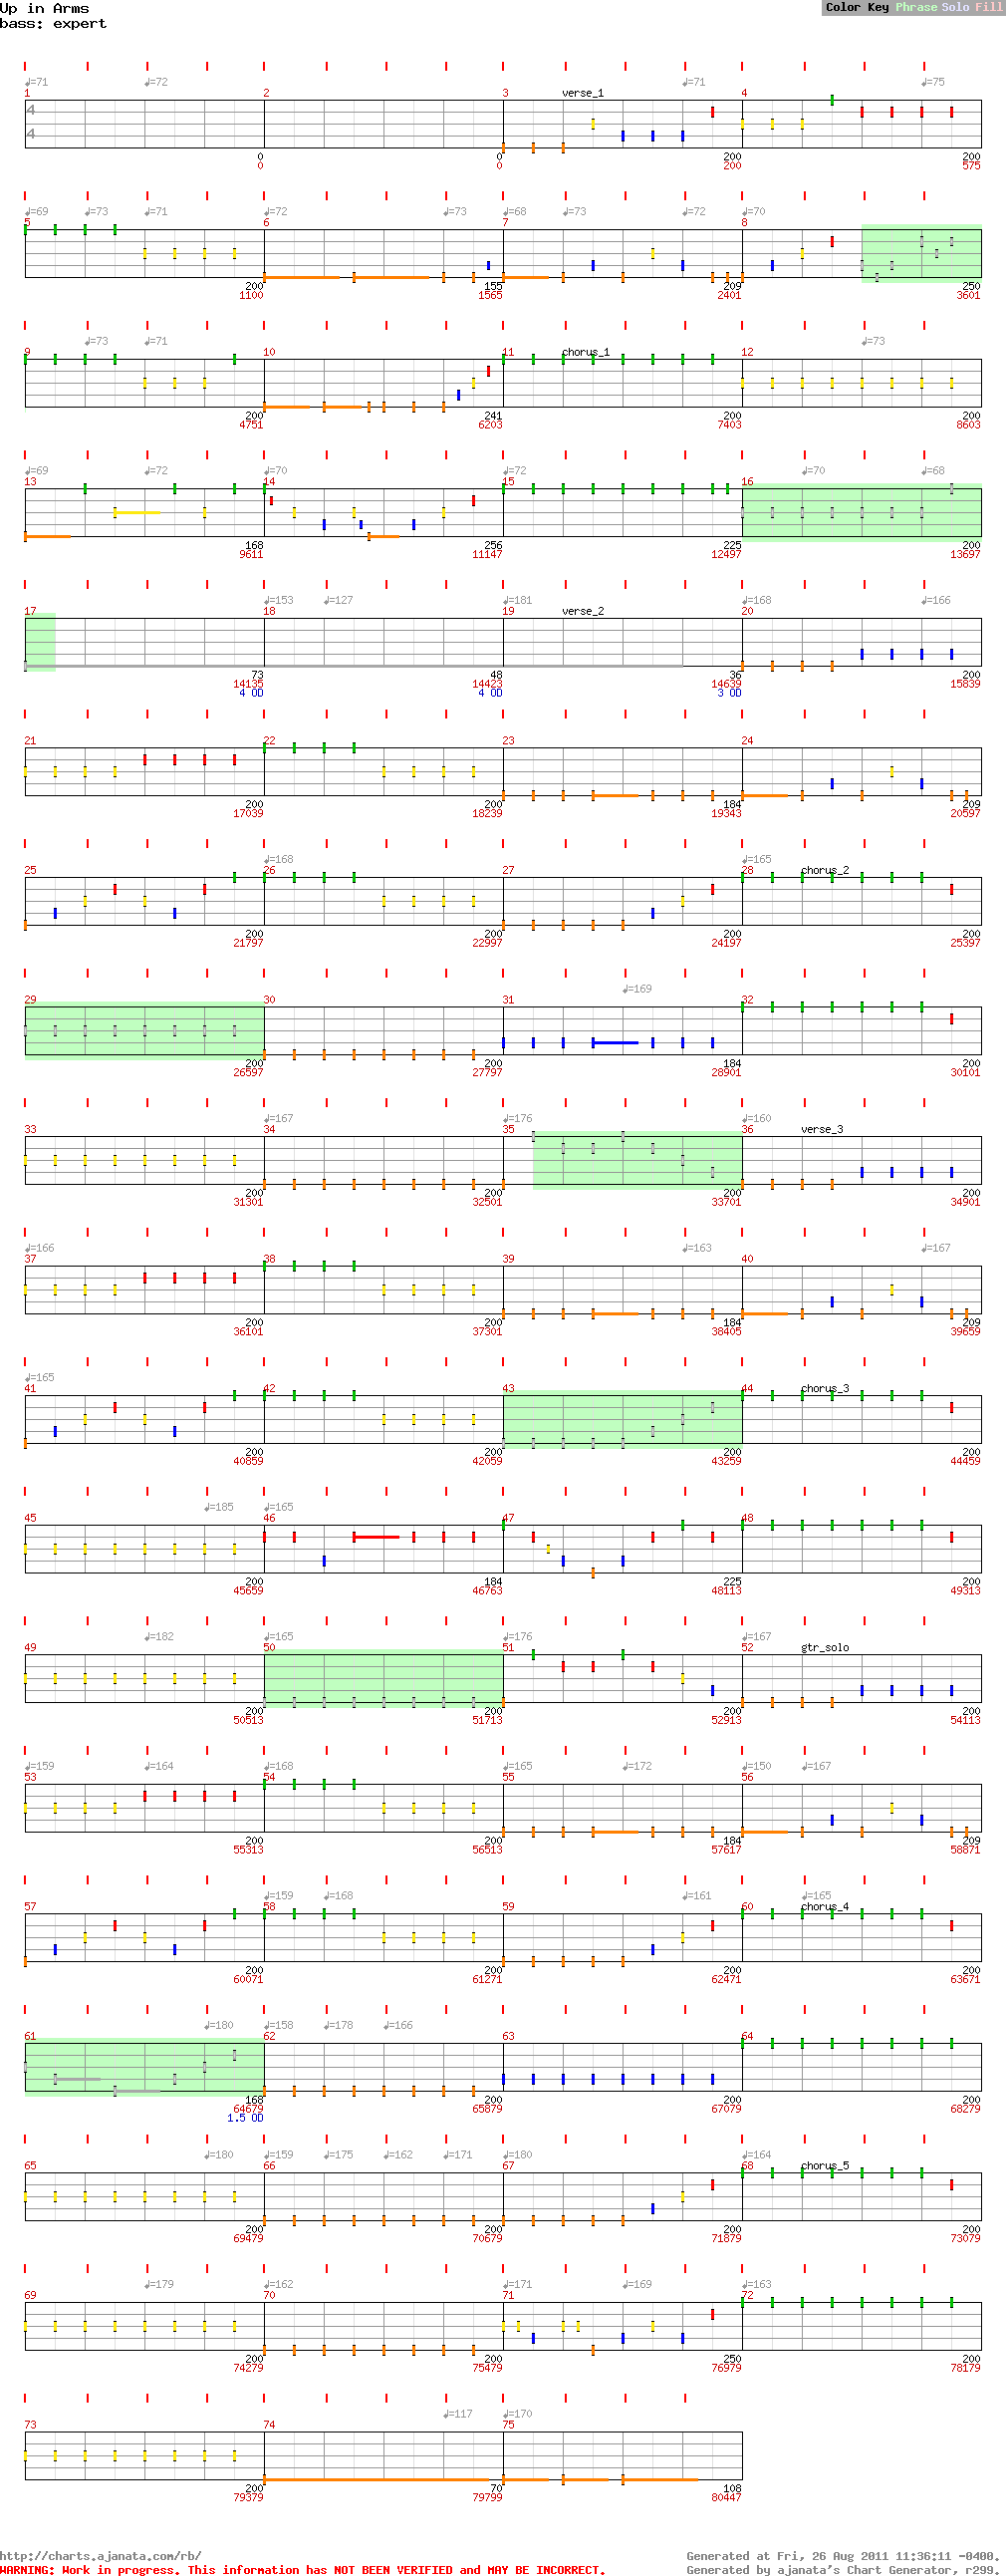 Up in Arms
bass: expert
Color Key Phrase Solo Fill
♩=71 ♩=72 ♩=71 ♩=75
1 2 3 verse_1 4
4
4
0 0 200 200
0 0 200 575
♩=69 ♩=73 ♩=71 ♩=72 ♩=73 ♩=68 ♩=73 ♩=72 ♩=70
5 6 7 8
200 155 209 250
1100 1565 2401 3601
♩=73 ♩=71 ♩=73
9 10 11 chorus_1 12
200 241 200 200
4751 6203 7403 8603
♩=69 ♩=72 ♩=70 ♩=72 ♩=70 ♩=68
13 14 15 16
168 256 225 200
9611 11147 12497 13697
♩=153 ♩=127 ♩=181 ♩=168 ♩=166
17 18 19 verse_2 20
73 48 36 200
14135 14423 14639 15839
4 OD 4 OD 3 OD
21 22 23 24
200 200 184 209
17039 18239 19343 20597
♩=168 ♩=165
25 26 27 28 chorus_2
200 200 200 200
21797 22997 24197 25397
♩=169
29 30 31 32
200 200 184 200
26597 27797 28901 30101
♩=167 ♩=176 ♩=160
33 34 35 36 verse_3
200 200 200 200
31301 32501 33701 34901
♩=166 ♩=163 ♩=167
37 38 39 40
200 200 184 209
36101 37301 38405 39659
♩=165
41 42 43 44 chorus_3
200 200 200 200
40859 42059 43259 44459
♩=185 ♩=165
45 46 47 48
200 184 225 200
45659 46763 48113 49313
♩=182 ♩=165 ♩=176 ♩=167
49 50 51 52 gtr_solo
200 200 200 200
50513 51713 52913 54113
♩=159 ♩=164 ♩=168 ♩=165 ♩=172 ♩=150 ♩=167
53 54 55 56
200 200 184 209
55313 56513 57617 58871
♩=159 ♩=168 ♩=161 ♩=165
57 58 59 60 chorus_4
200 200 200 200
60071 61271 62471 63671
♩=180 ♩=158 ♩=178 ♩=166
61 62 63 64
168 200 200 200
64679 65879 67079 68279
1.5 OD
♩=180 ♩=159 ♩=175 ♩=162 ♩=171 ♩=180 ♩=164
65 66 67 68 chorus_5
200 200 200 200
69479 70679 71879 73079
♩=179 ♩=162 ♩=171 ♩=169 ♩=163
69 70 71 72
200 200 250 200
74279 75479 76979 78179
♩=117 ♩=170
73 74 75
200 70 108
79379 79799 80447
http://charts.ajanata.com/rb/ Generated at Fri, 26 Aug 2011 11:36:11 -0400.
WARNING: Work in progress. This information has NOT BEEN VERIFIED and MAY BE INCORRECT. Generated by ajanata's Chart Generator, r299.